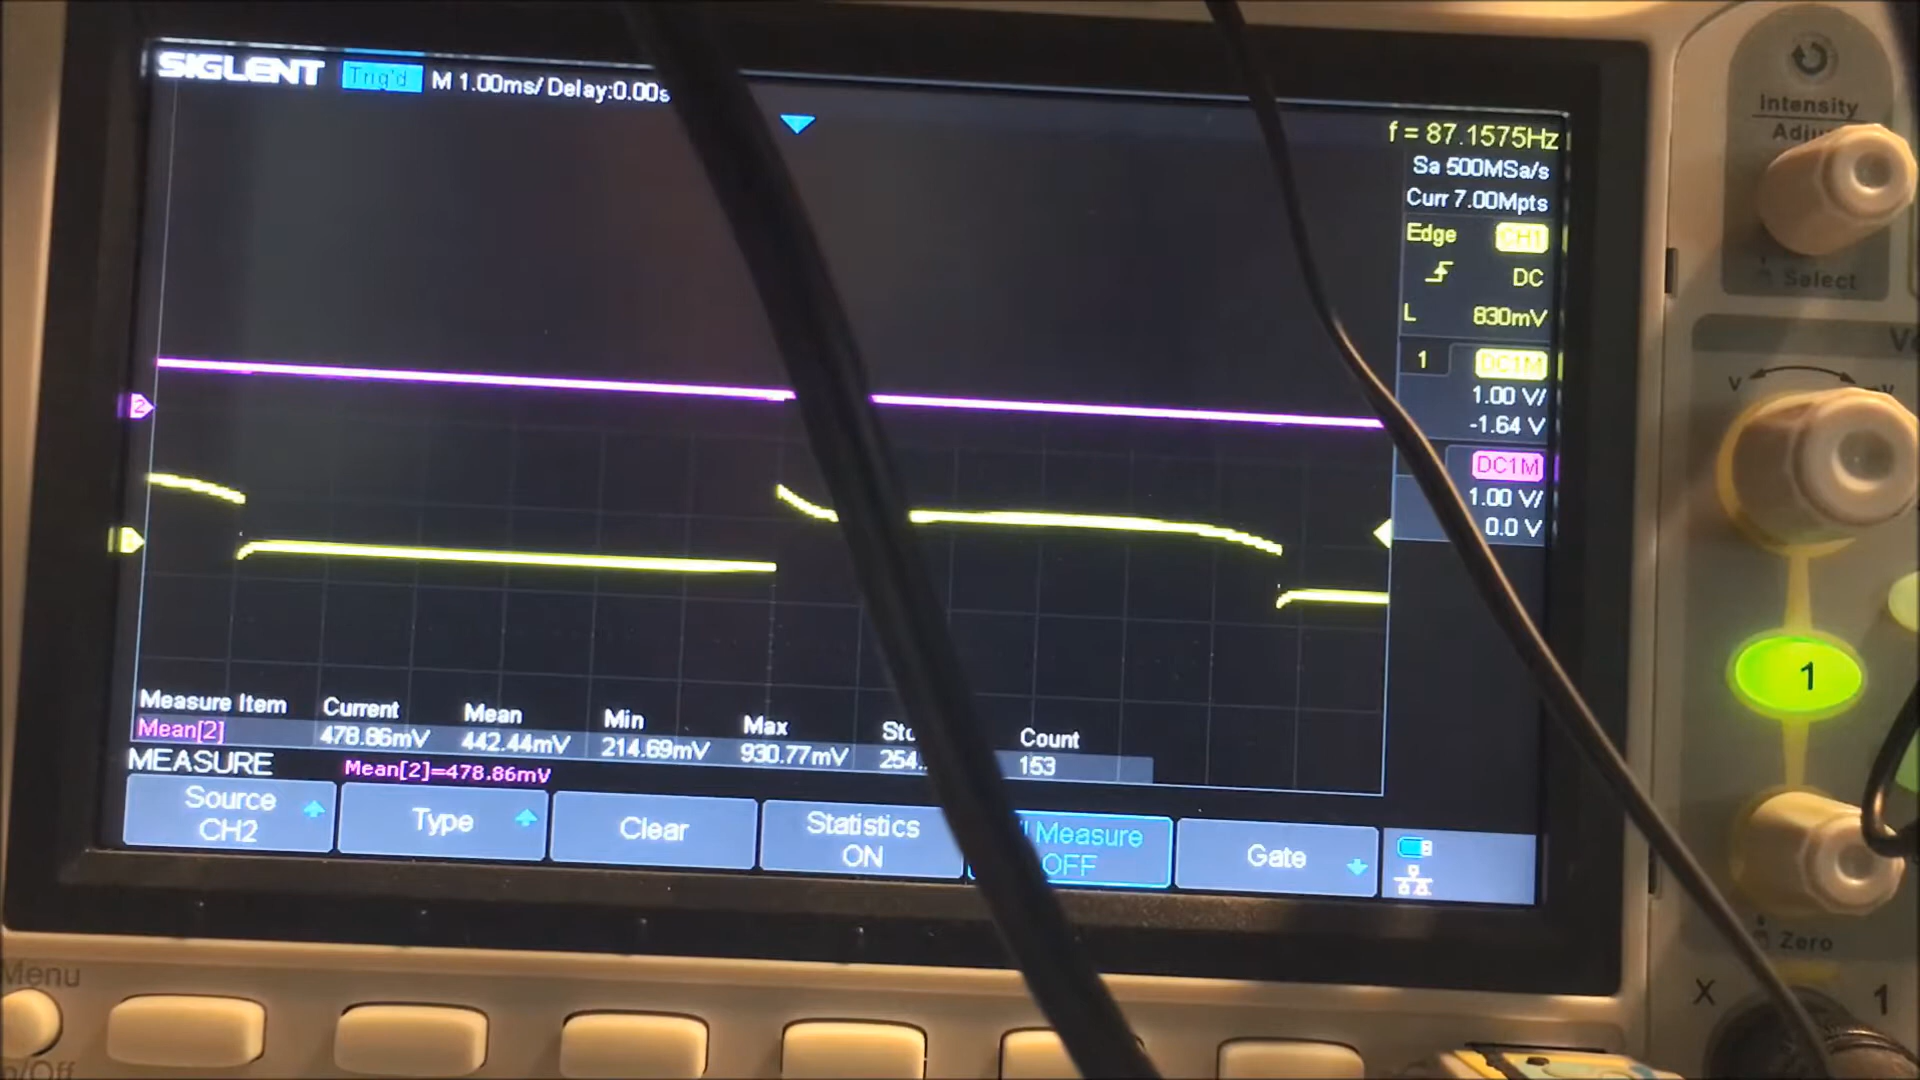 SIGLENT Trig'd M 1.00ms/ Delay:0.00s
f = 87.1575Hz
Sa 500MSa/s
Curr 7.00Mpts
Edge CH1
DC
L 830mV
1 DC1M
1.00 V/
-1.64 V
DC1M
1.00 V/
0.0 V
2
Measure Item Current Mean Min Max Count
Mean[2] 478.86mV 442.44mV 214.69mV 930.77mV 254. 153
MEASURE Mean[2]=478.86mV
Source
CH2
Type
Clear
Statistics
ON
Measure
OFF
Gate
Intensity
Select
V
1
Zero
X 1
Menu